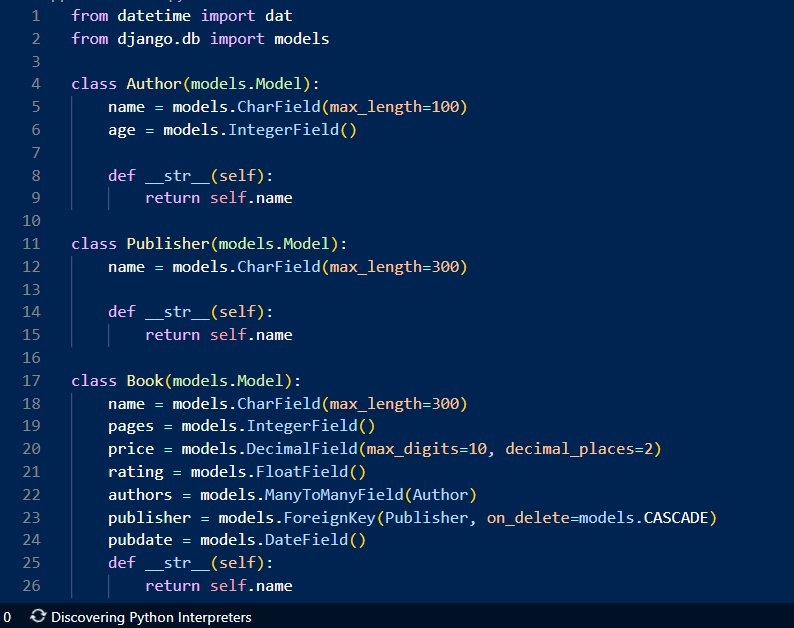 1 from datetime import dat
2 from django.db import models
3
4 class Author(models.Model):
5     name = models.CharField(max_length=100)
6     age = models.IntegerField()
7
8     def __str__(self):
9         return self.name
10
11 class Publisher(models.Model):
12     name = models.CharField(max_length=300)
13
14     def __str__(self):
15         return self.name
16
17 class Book(models.Model):
18     name = models.CharField(max_length=300)
19     pages = models.IntegerField()
20     price = models.DecimalField(max_digits=10, decimal_places=2)
21     rating = models.FloatField()
22     authors = models.ManyToManyField(Author)
23     publisher = models.ForeignKey(Publisher, on_delete=models.CASCADE)
24     pubdate = models.DateField()
25     def __str__(self):
26         return self.name
0 Discovering Python Interpreters